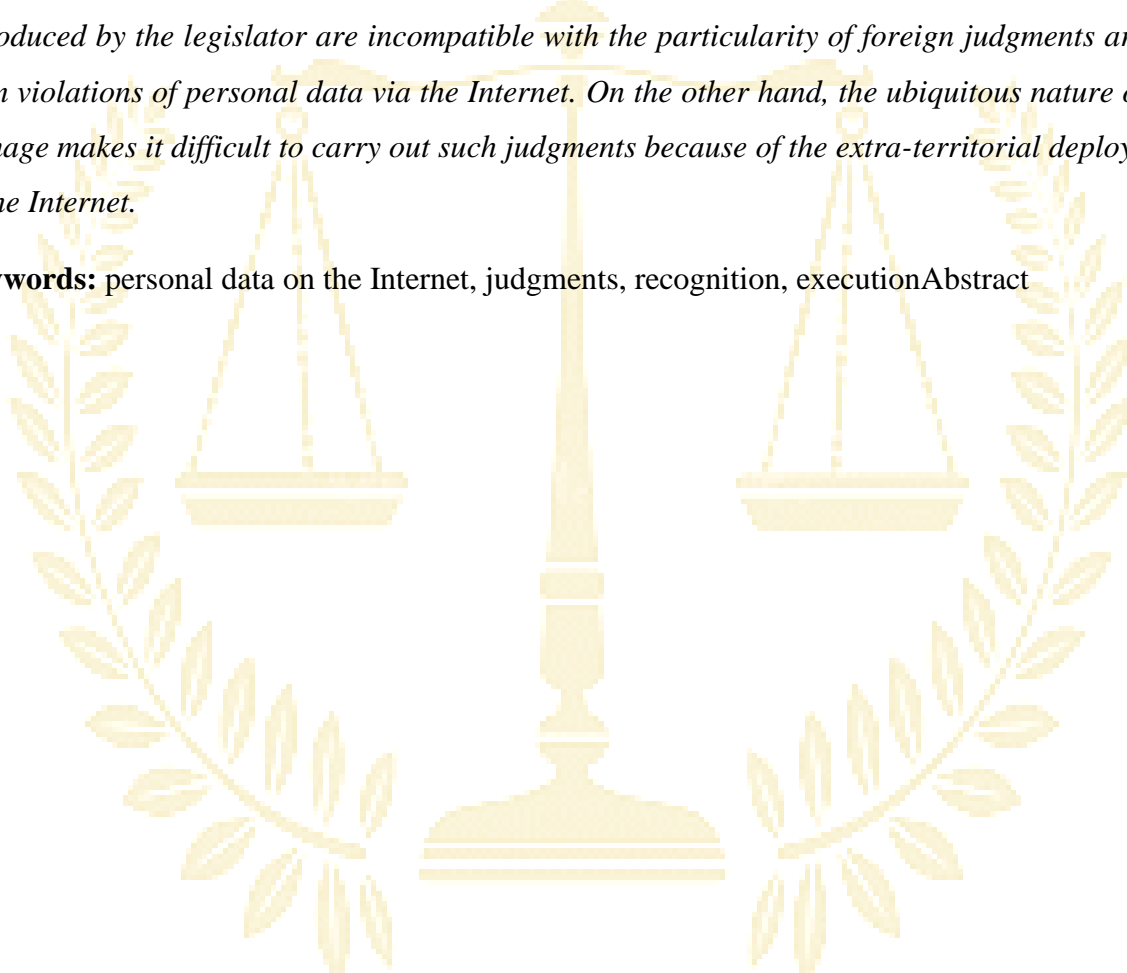 oduced by the legislator are incompatible with the particularity of foreign judgments a
n violations of personal data via the Internet. On the other hand, the ubiquitous nature
nage makes it difficult to carry out such judgments because of the extra-territorial deploy
he Internet.
words: personal data on the Internet, judgments, recognition, executionAbstract